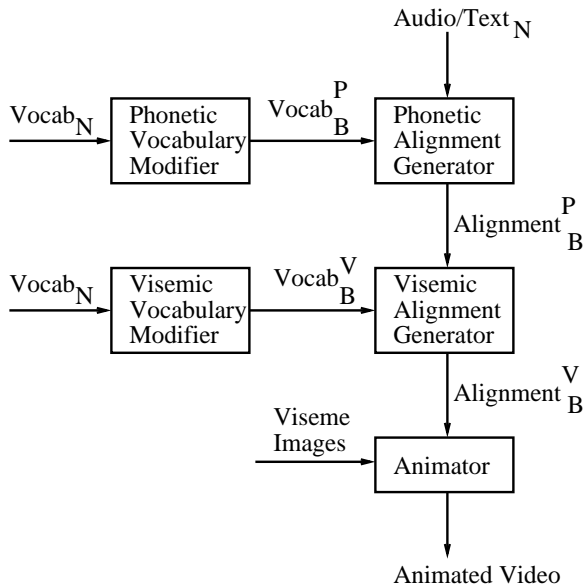 Audio/Text N
Vocab N
Phonetic
Vocabulary
Modifier
Vocab P B
Phonetic
Alignment
Generator
Alignment P B
Vocab N
Visemic
Vocabulary
Modifier
Vocab V B
Visemic
Alignment
Generator
Alignment V B
Viseme
Images
Animator
Animated Video